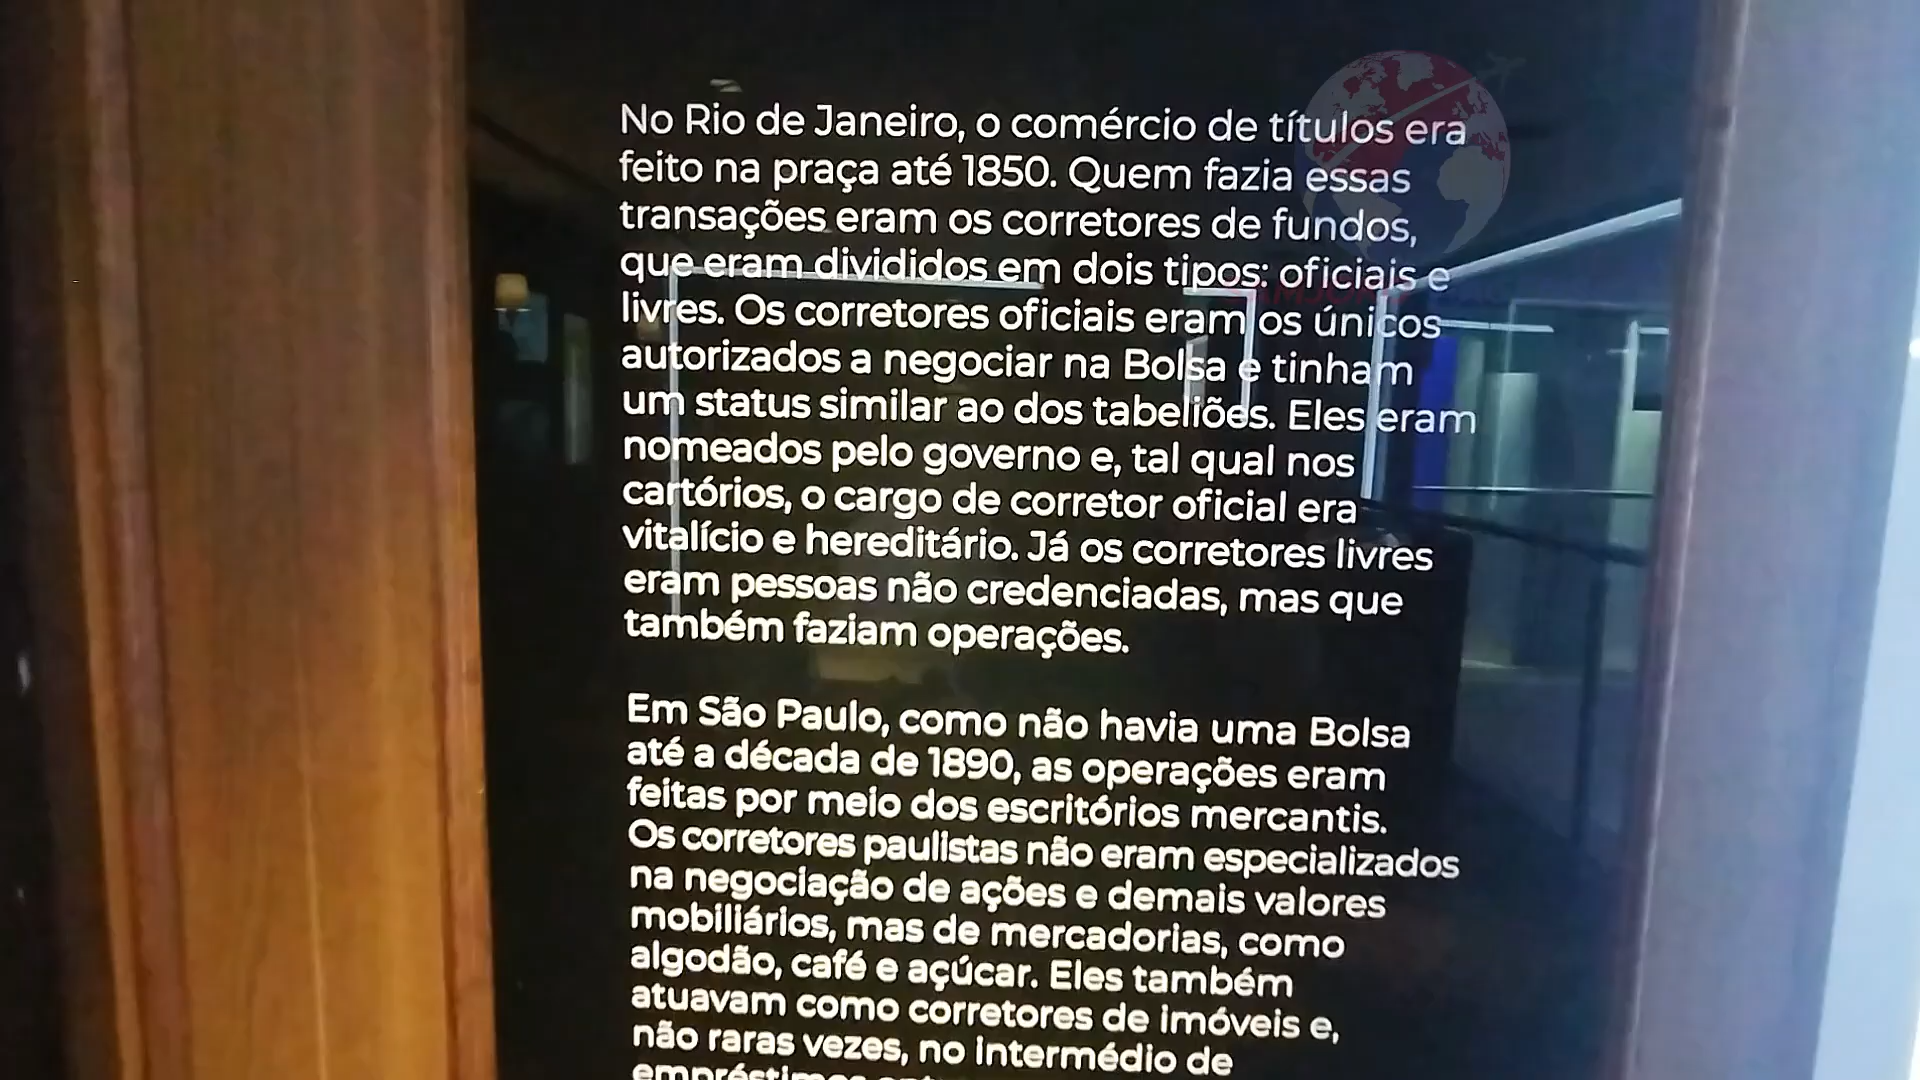 No Rio de Janeiro, o comércio de títulos era
feito na praça até 1850. Quem fazia essas
transações eram os corretores de fundos,
que eram divididos em dois tipos: oficiais e
livres. Os corretores oficiais eram os únicos
autorizados a negociar na Bolsa e tinham
um status similar ao dos tabeliões. Eles eram
nomeados pelo governo e, tal qual nos
cartórios, o cargo de corretor oficial era
vitalício e hereditário. Já os corretores livres
eram pessoas não credenciadas, mas que
também faziam operações.
Em São Paulo, como não havia uma Bolsa
até a década de 1890, as operações eram
feitas por meio dos escritórios mercantis.
Os corretores paulistas não eram especializados
na negociação de ações e demais valores
mobiliários, mas de mercadorias, como
algodão, café e açúcar. Eles também
atuavam como corretores de imóveis e,
não raras vezes, no intermédio de
empréstimos